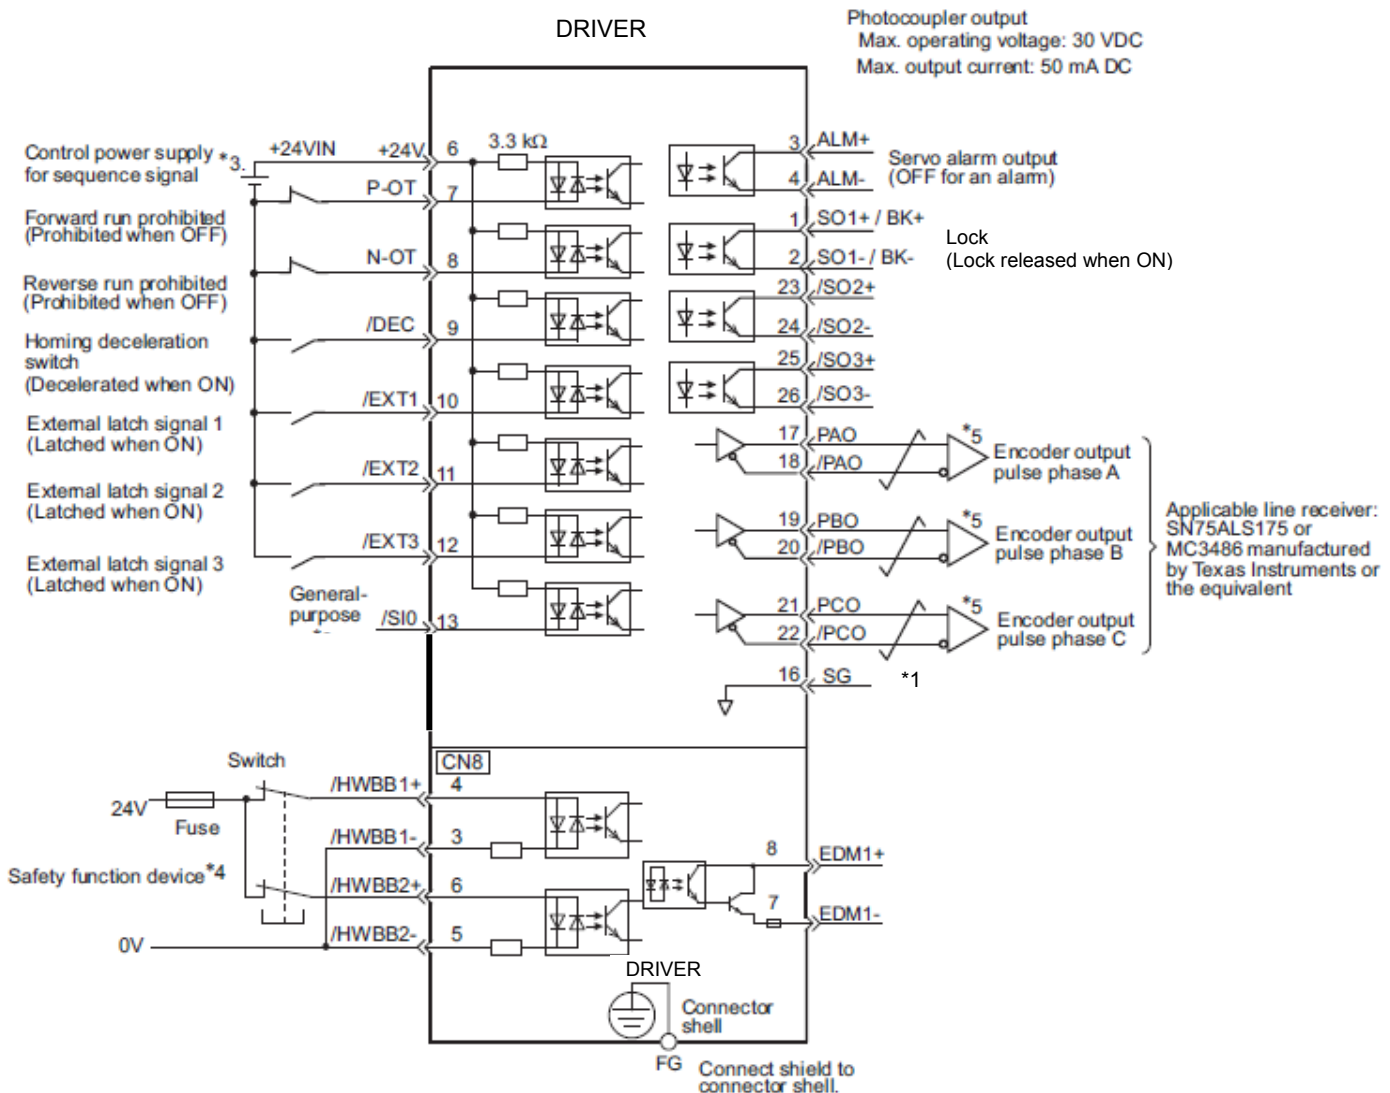 DRIVER
Photocoupler output
Max. operating voltage: 30 VDC
Max. output current: 50 mA DC
Control power supply *3.
for sequence signal
+24VIN
+24V
6
3.3 kΩ
P-OT
7
Forward run prohibited
(Prohibited when OFF)
N-OT
8
Reverse run prohibited
(Prohibited when OFF)
/DEC
9
Homing deceleration
switch
(Decelerated when ON)
/EXT1
10
External latch signal 1
(Latched when ON)
/EXT2
11
External latch signal 2
(Latched when ON)
/EXT3
12
External latch signal 3
(Latched when ON)
General-
purpose
/SI0
13
3 ALM+
4 ALM-
Servo alarm output
(OFF for an alarm)
1 SO1+ / BK+
2 SO1- / BK-
Lock
(Lock released when ON)
23 /SO2+
24 /SO2-
25 /SO3+
26 /SO3-
17 PAO
18 /PAO
*5
Encoder output
pulse phase A
19 PBO
20 /PBO
*5
Encoder output
pulse phase B
21 PCO
22 /PCO
*5
Encoder output
pulse phase C
Applicable line receiver:
SN75ALS175 or
MC3486 manufactured
by Texas Instruments or
the equivalent
16 SG
*1
CN8
Switch
24V
Fuse
/HWBB1+ 4
/HWBB1- 3
Safety function device*4
/HWBB2+ 6
/HWBB2- 5
0V
8 EDM1+
7 EDM1-
DRIVER
Connector
shell
FG
Connect shield to
connector shell.